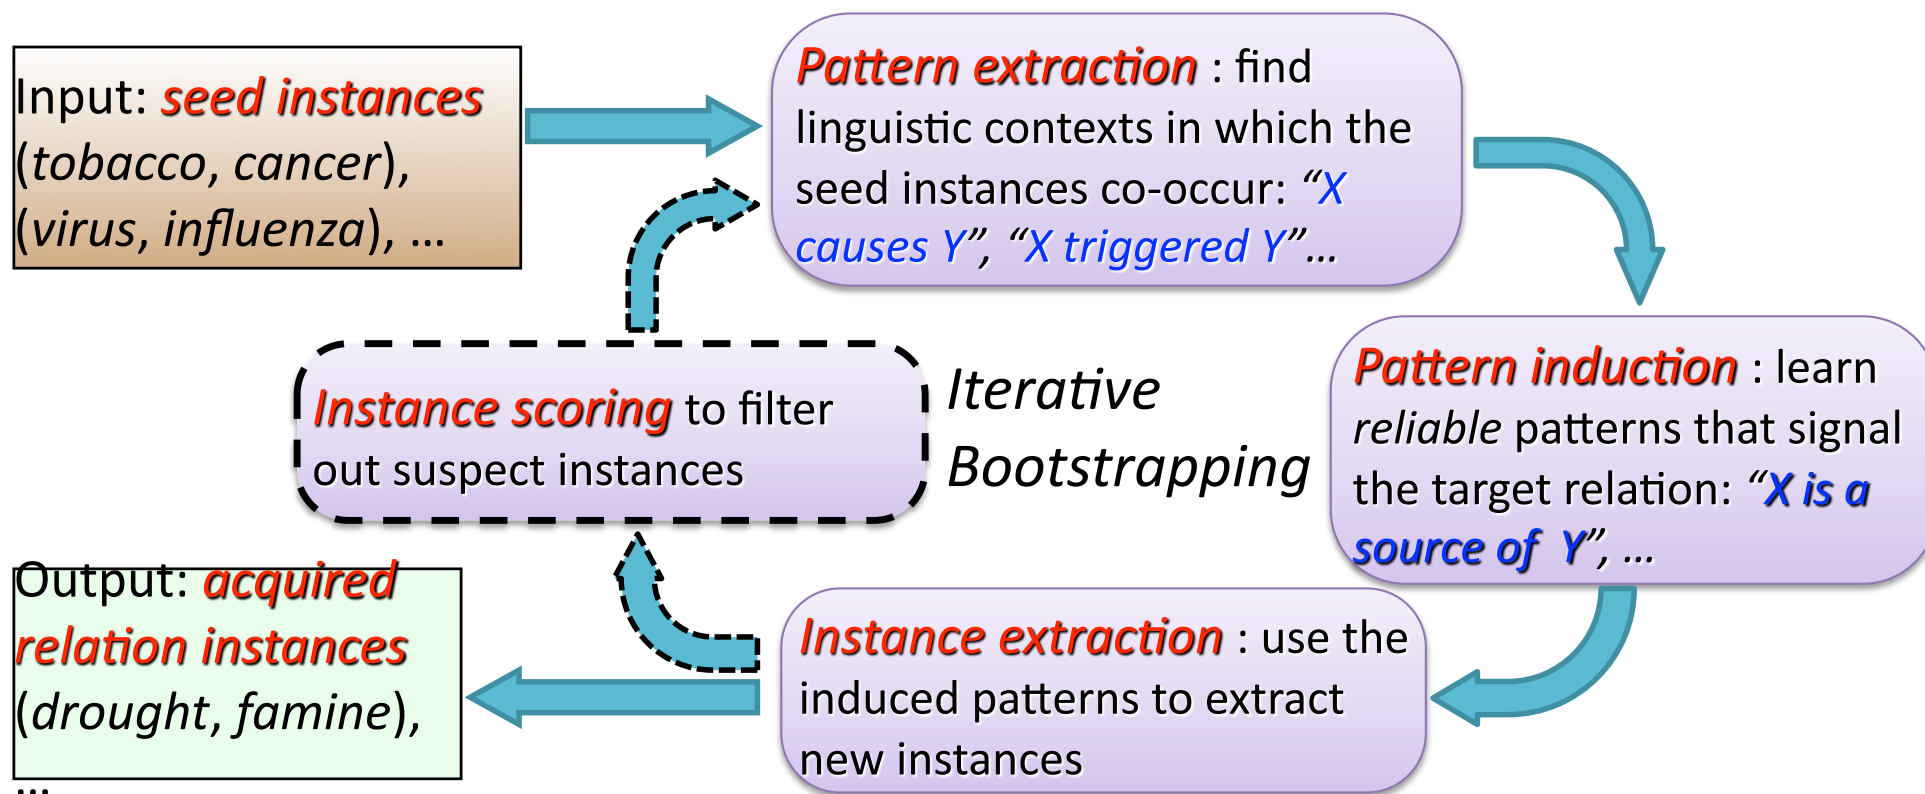 Input: seed instances
(tobacco, cancer),
(virus, influenza), ...
Pattern extraction : find
linguistic contexts in which the
seed instances co-occur: “X
causes Y”, “X triggered Y”...
Pattern induction : learn
reliable patterns that signal
the target relation: “X is a
source of Y”, ...
Instance scoring to filter
out suspect instances
Iterative
Bootstrapping
Instance extraction : use the
induced patterns to extract
new instances
Output: acquired
relation instances
(drought, famine),
...